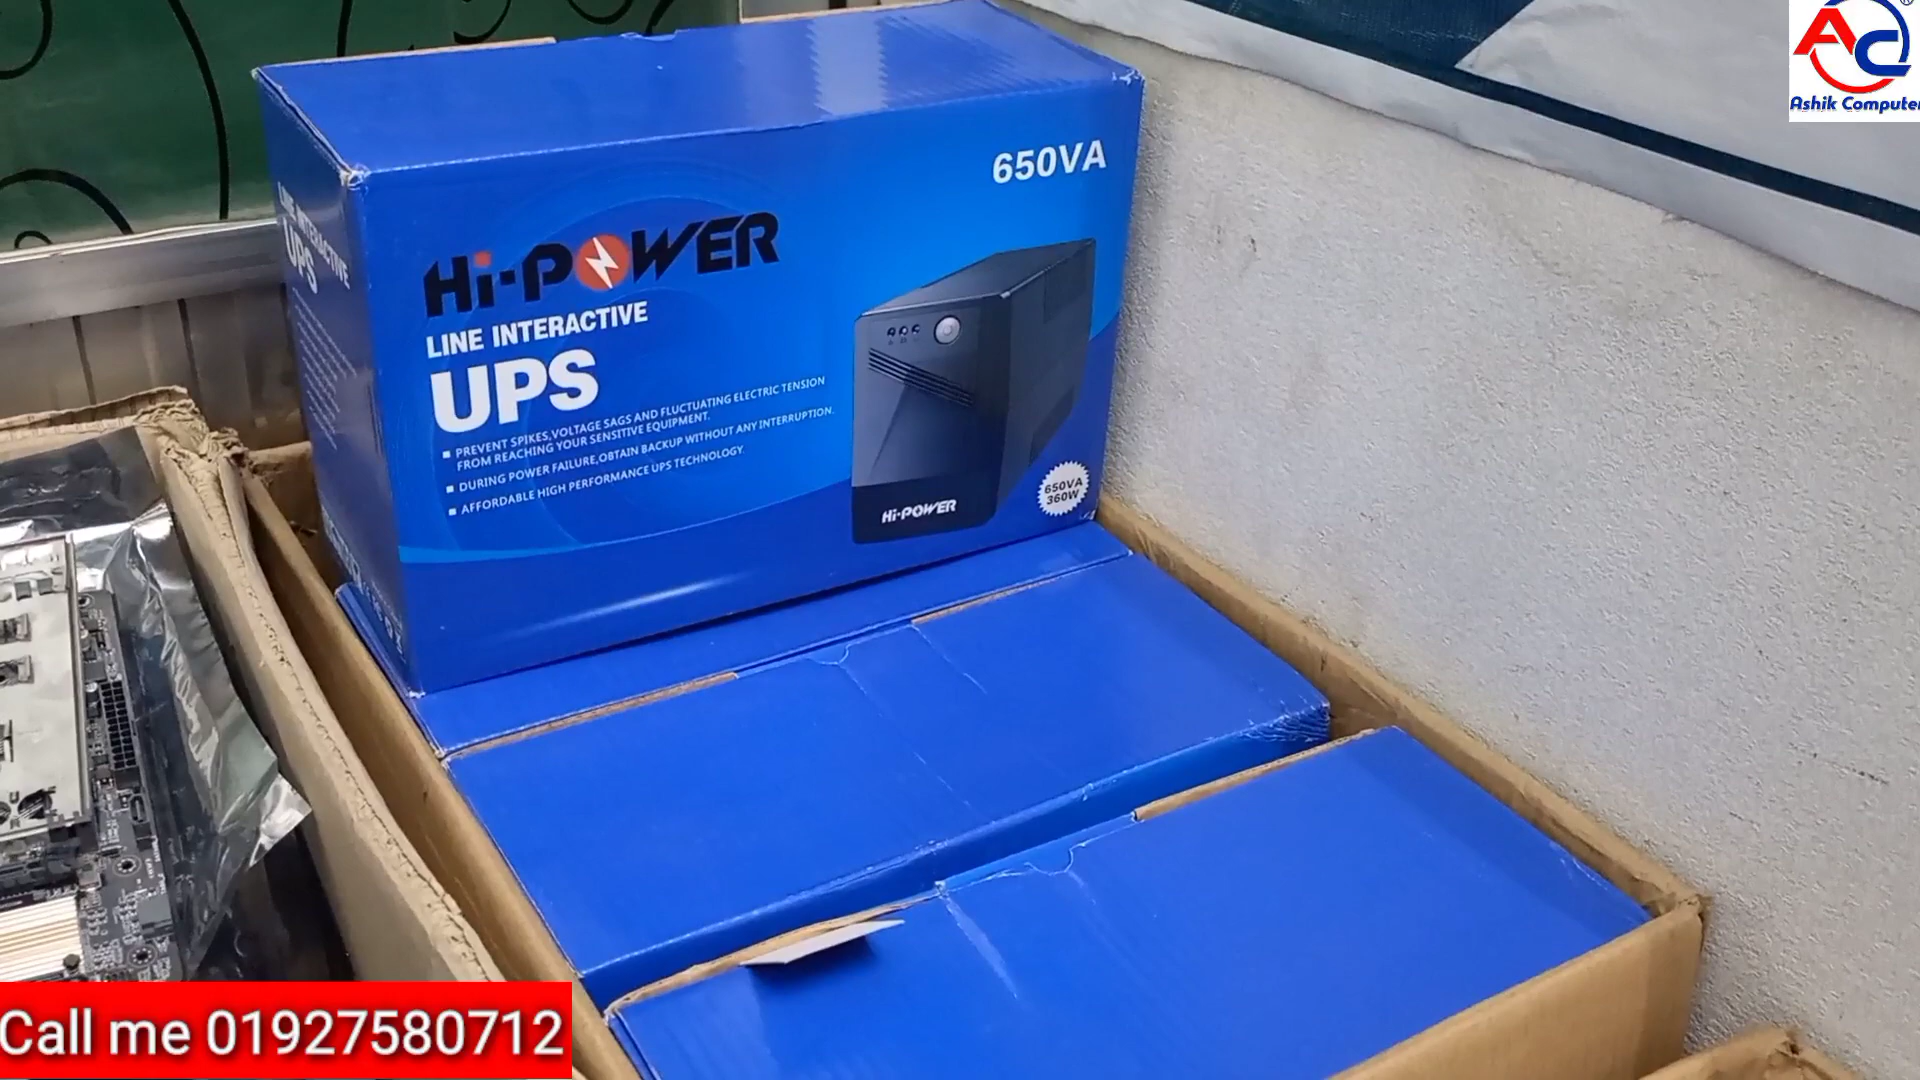 AC
Ashik Computer
650VA
Hi-POWER
LINE INTERACTIVE
UPS
PREVENT SPIKES,VOLTAGE SAGS AND FLUCTUATING ELECTRIC TENSION
FROM REACHING YOUR SENSITIVE EQUIPMENT.
DURING POWER FAILURE,OBTAIN BACKUP WITHOUT ANY INTERRUPTION.
AFFORDABLE HIGH PERFORMANCE UPS TECHNOLOGY.
650VA
360W
Hi-POWER
LINE INTERACTIVE
UPS
Call me 01927580712